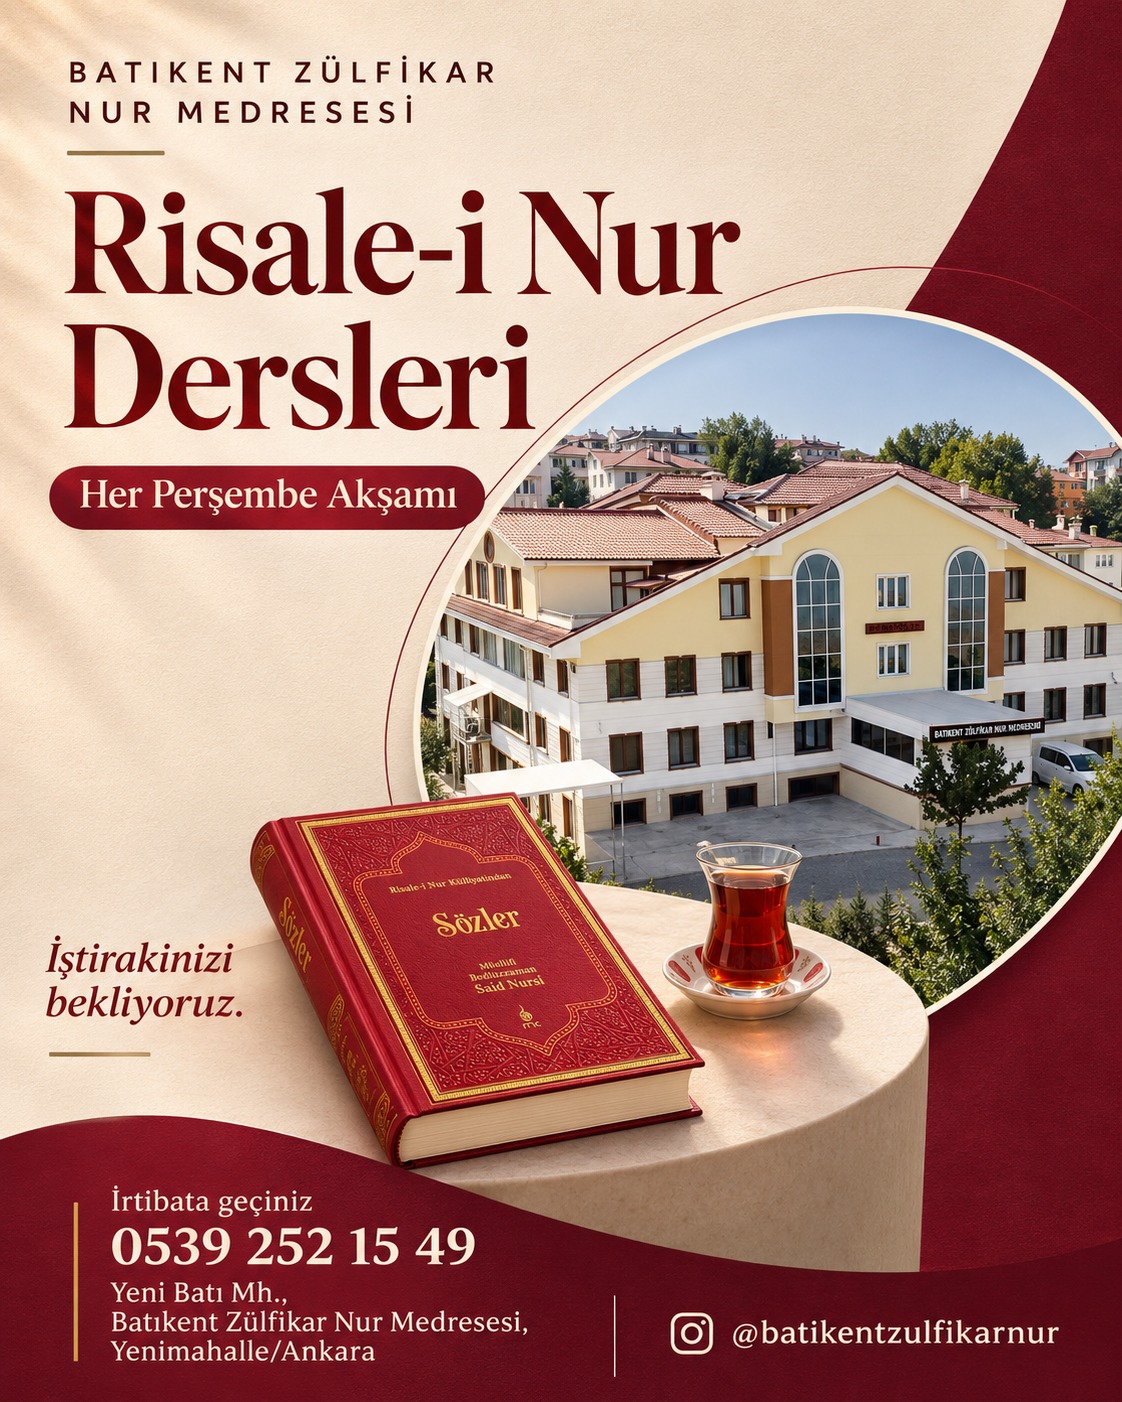 BATIKENT ZÜLFİKAR
NUR MEDRESESİ
Risale-i Nur
Dersleri
Her Perşembe Akşamı
BATIKENT ZÜLFİKAR NUR MEDRESESİ
Risale-i Nur Külliyatından
Sözler
Sözler
Müellifi
Said Nursi
İştirakinizi
bekliyoruz.
İrtibata geçiniz
0539 252 15 49
Yeni Batı Mh.,
Batıkent Zülfikar Nur Medresesi,
Yenimahalle/Ankara
@batikentzulfikarnur